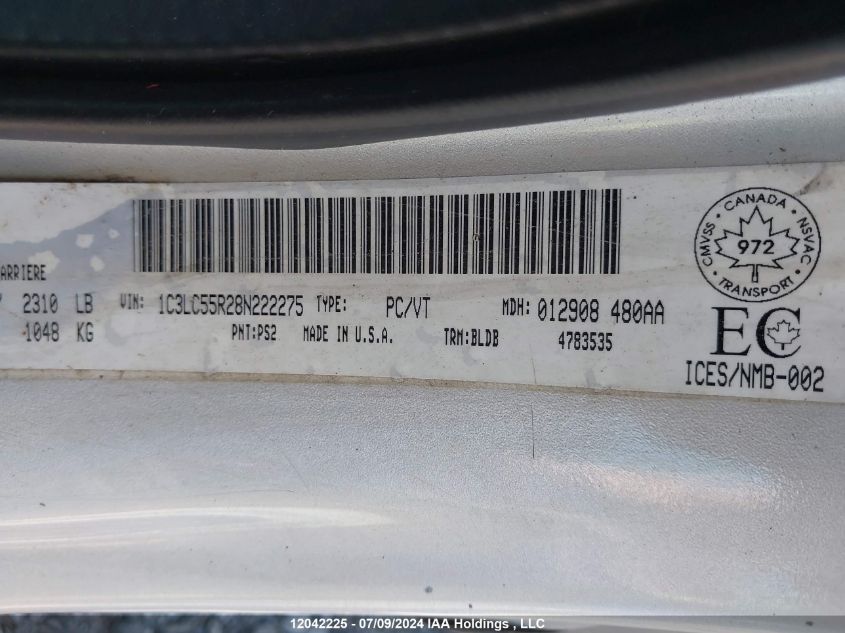 ARRIERE
2310 LB VIN: 1C3LC55R28N222275 TYPE: PC/VT MDH: 012908 480AA
1048 KG PNT:PS2 MADE IN U.S.A. TRM:BLDB 4783535
CANADA
CMVSS 972 NSVAC
TRANSPORT
EC
ICES/NMB-002
12042225 - 07/09/2024 IAA Holdings , LLC